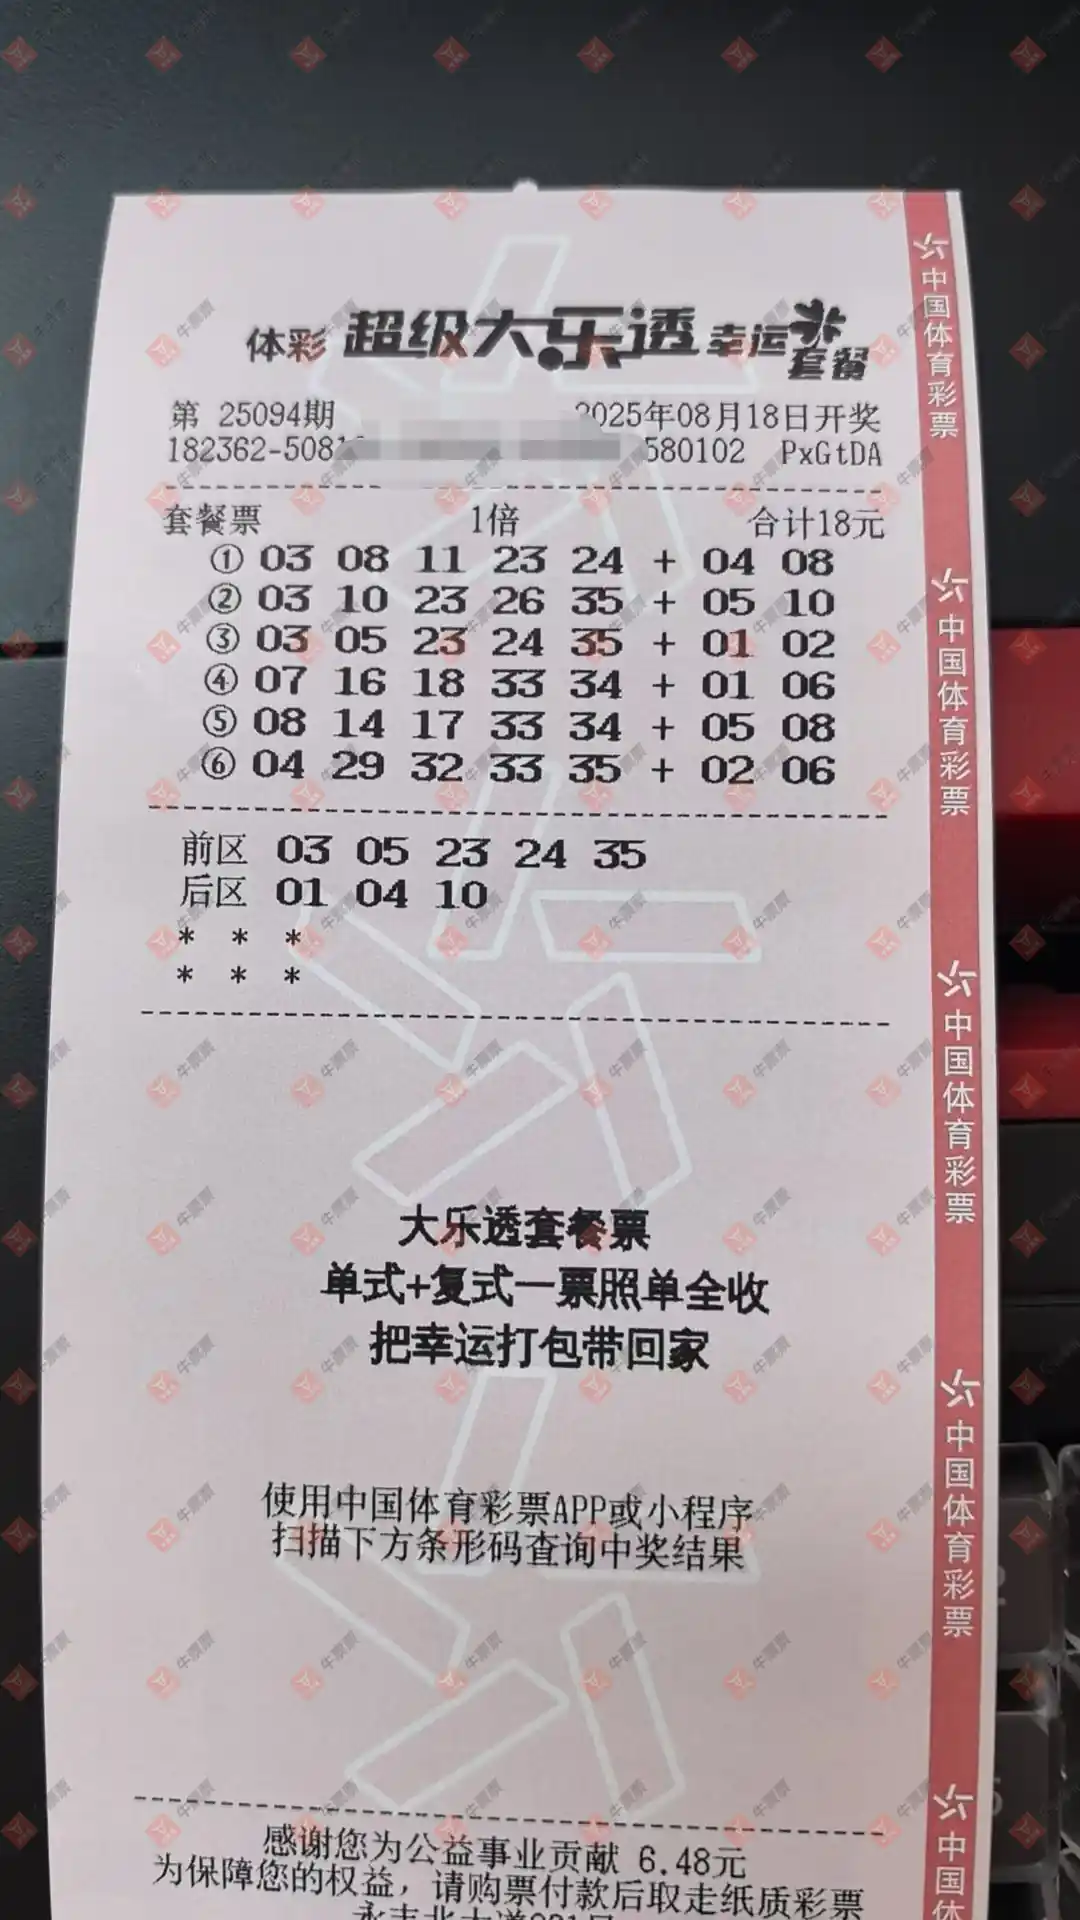 体彩 超级大乐透 幸运 套餐
第 25094期 2025年08月18日开奖
182362-5081 580102 PxGtDA
套餐票 1倍 合计18元
① 03 08 11 23 24 + 04 08
② 03 10 23 26 35 + 05 10
③ 03 05 23 24 35 + 01 02
④ 07 16 18 33 34 + 01 06
⑤ 08 14 17 33 34 + 05 08
⑥ 04 29 32 33 35 + 02 06
前区 03 05 23 24 35
后区 01 04 10
* * *
* * *
大乐透套餐票
单式+复式一票照单全收
把幸运打包带回家
使用中国体育彩票APP或小程序
扫描下方条形码查询中奖结果
感谢您为公益事业贡献 6.48元
为保障您的权益，请购票付款后取走纸质彩票
中国体育彩票
中国体育彩票
中国体育彩票
中国体育彩票
中国体
牛票票